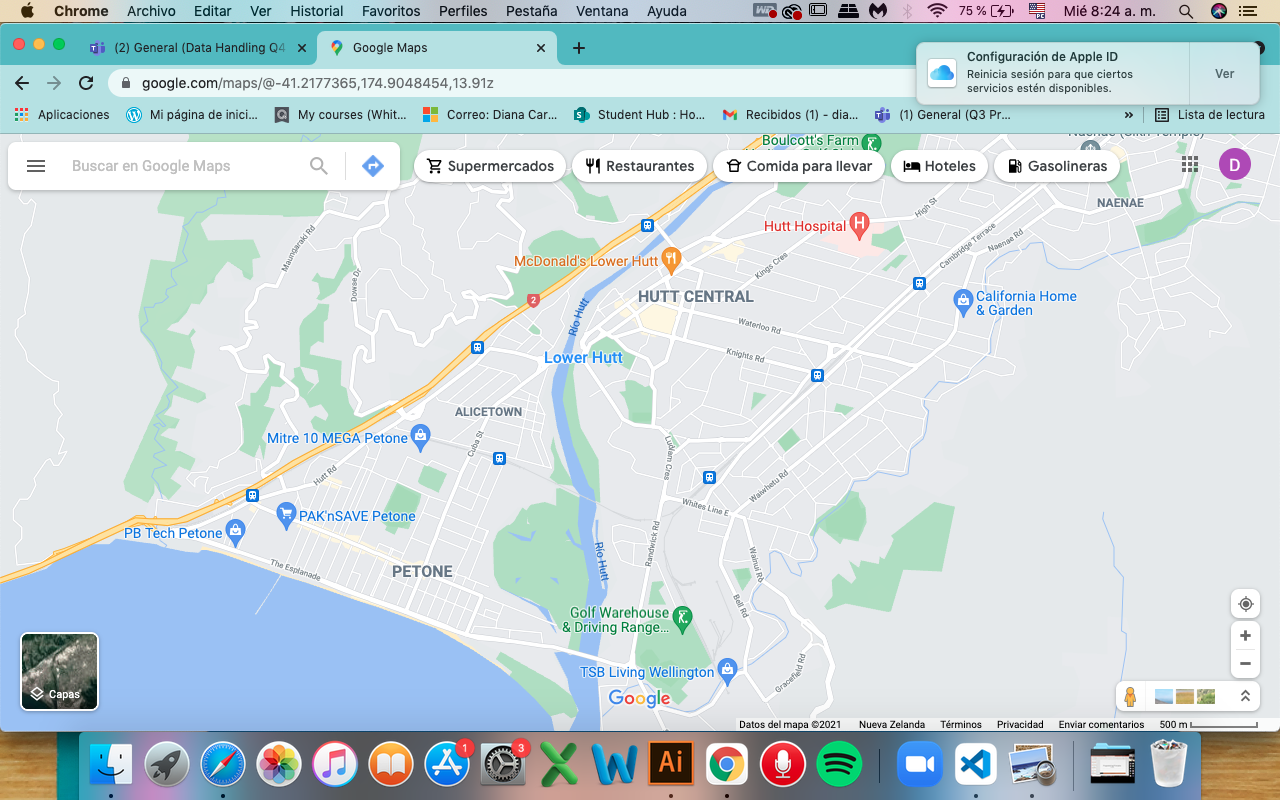 Chrome Archivo Editar Ver Historial Favoritos Perfiles Pestaña Ventana Ayuda 75 % Mié 8:24 a. m.
(2) General (Data Handling Q4
Google Maps
Configuración de Apple ID
Reinicia sesión para que ciertos
servicios estén disponibles.
Ver
google.com/maps/@-41.2177365,174.9048454,13.91z
Aplicaciones Mi página de inici... My courses (Whit... Correo: Diana Car... Student Hub : Ho... Recibidos (1) - dia... (1) General (Q3 Pr... » Lista de lectura
Buscar en Google Maps
Supermercados Restaurantes Comida para llevar Hoteles Gasolineras
D
Boulcott's Farm
NAENAE
High St
Hutt Hospital
H
Cambridge Terrace
Naenae Rd
Maungaraki Rd
Dowse Dr
McDonald's Lower Hutt
Kings Cres
2
HUTT CENTRAL
Río Hutt
California Home
& Garden
Waterloo Rd
Knights Rd
Lower Hutt
ALICETOWN
Mitre 10 MEGA Petone
Cuba St
Ludlam Cres
Hutt Rd
Waiwhetu Rd
Whites Line E
PAK'nSAVE Petone
PB Tech Petone
Randwick Rd
Río Hutt
The Esplanade
PETONE
Wainui Rd
Bell Rd
Golf Warehouse
& Driving Range...
TSB Living Wellington
Gracefield Rd
Capas
Google
Datos del mapa ©2021 Nueva Zelanda Términos Privacidad Enviar comentarios 500 m
1
3
Ai